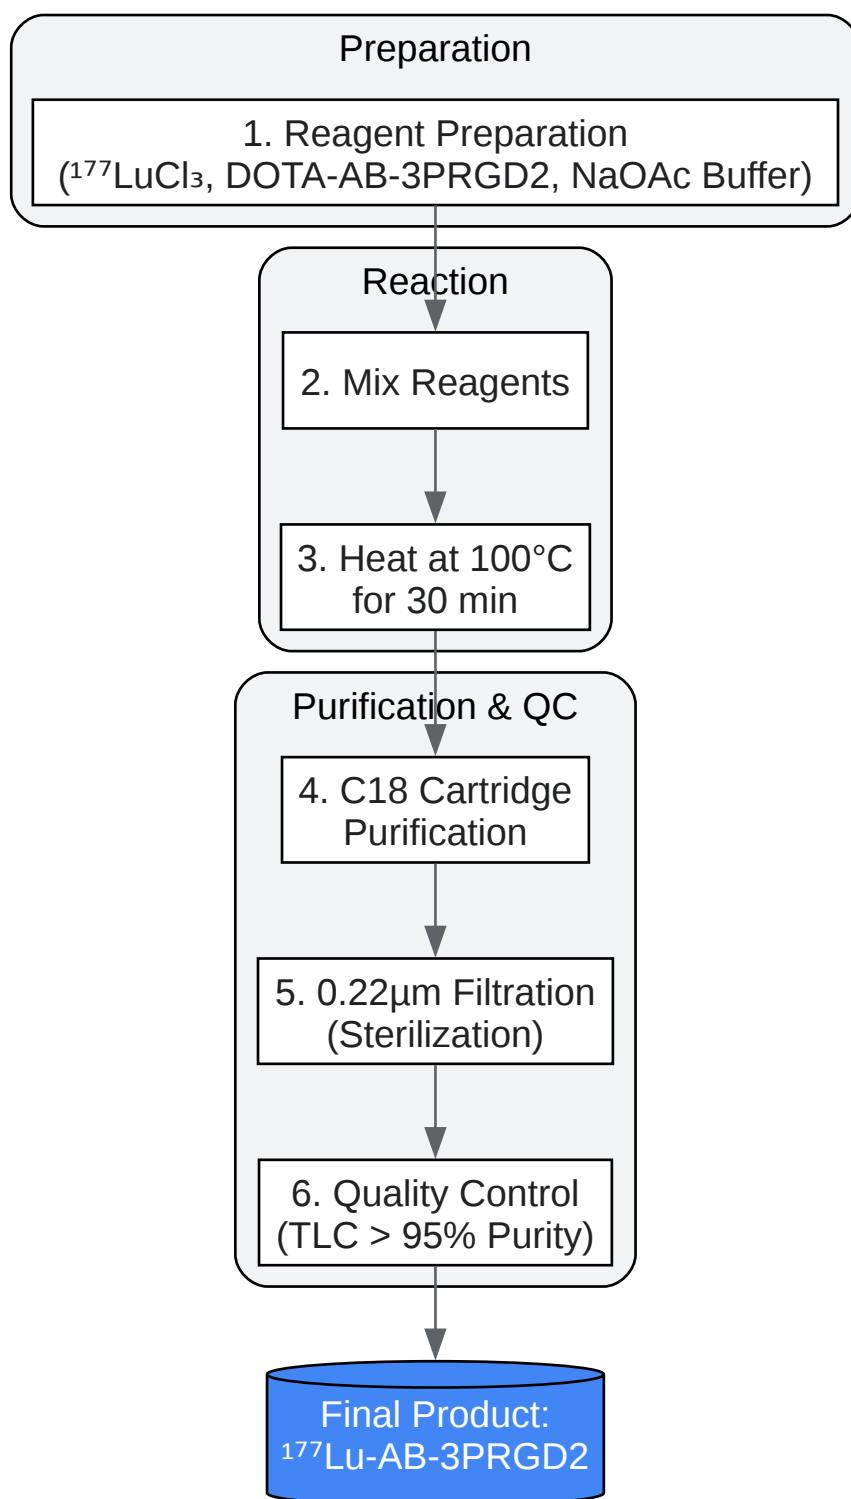 Preparation
1. Reagent Preparation
(¹⁷⁷LuCl₃, DOTA-AB-3PRGD2, NaOAc Buffer)
Reaction
2. Mix Reagents
3. Heat at 100°C
for 30 min
Purification & QC
4. C18 Cartridge
Purification
5. 0.22µm Filtration
(Sterilization)
6. Quality Control
(TLC > 95% Purity)
Final Product:
¹⁷⁷Lu-AB-3PRGD2